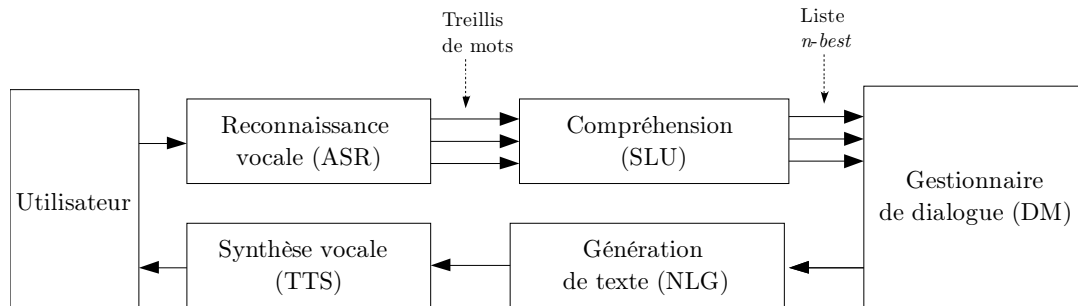 Treillis
de mots
Liste
n-best
Utilisateur
Reconnaissance
vocale (ASR)
Compréhension
(SLU)
Gestionnaire
de dialogue (DM)
Synthèse vocale
(TTS)
Génération
de texte (NLG)